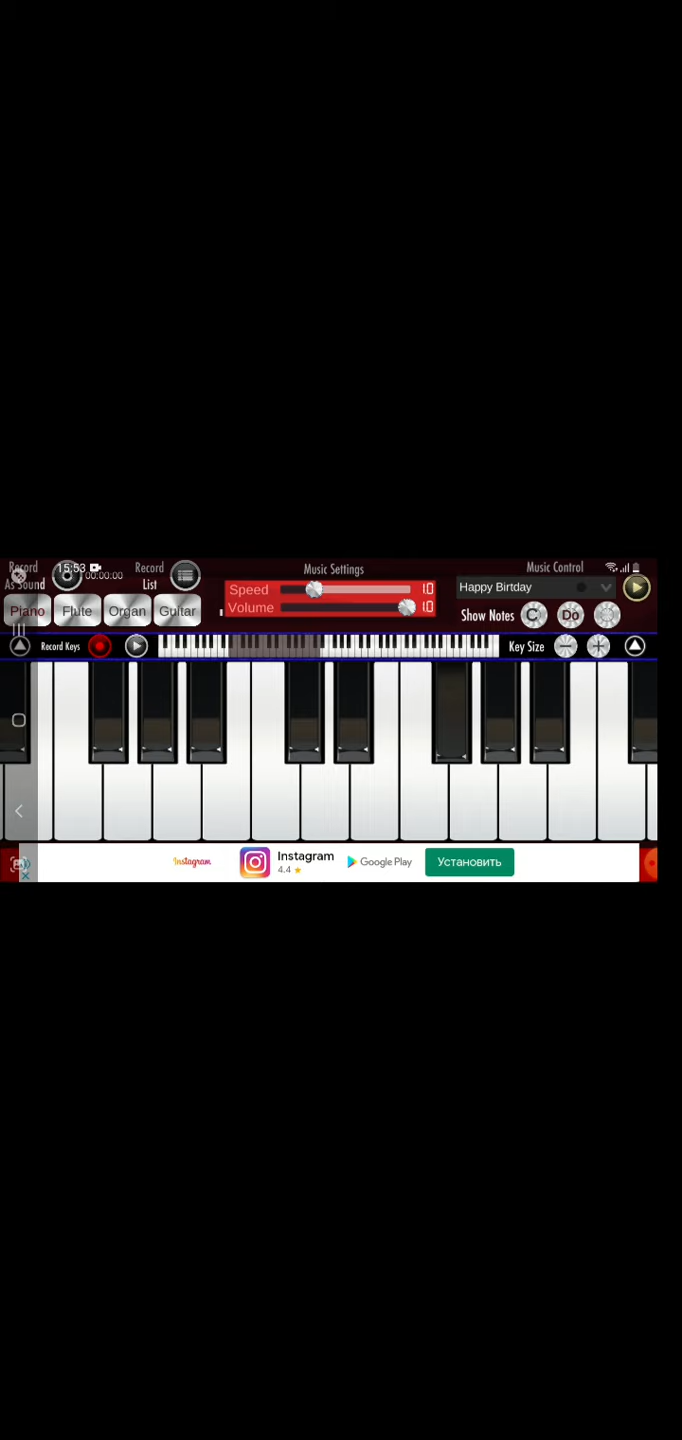 Record
As Sound
15:53
00:00:00
Record
List
Music Settings
Music Control
Speed
1.0
Volume
1.0
Happy Birtday
Piano
Flute
Organ
Guitar
Show Notes
C
Do
Record Keys
Key Size
Instagram
Instagram
4.4
Google Play
Установить